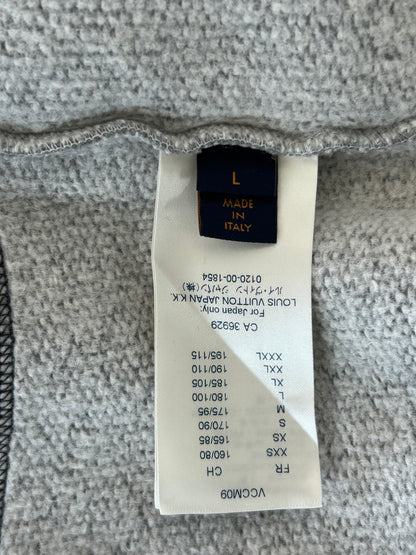 L
MADE
IN
ITALY
VCCM09
FR CH
XXS 160/80
XS 165/85
S 170/90
M 175/95
L 180/100
XL 185/105
XXL 190/110
XXXL 195/115
CA 36929
For Japan only:
LOUIS VUITTON JAPAN K.K.
ルイ・ヴィトン ジャパン(株)
0120-00-1854